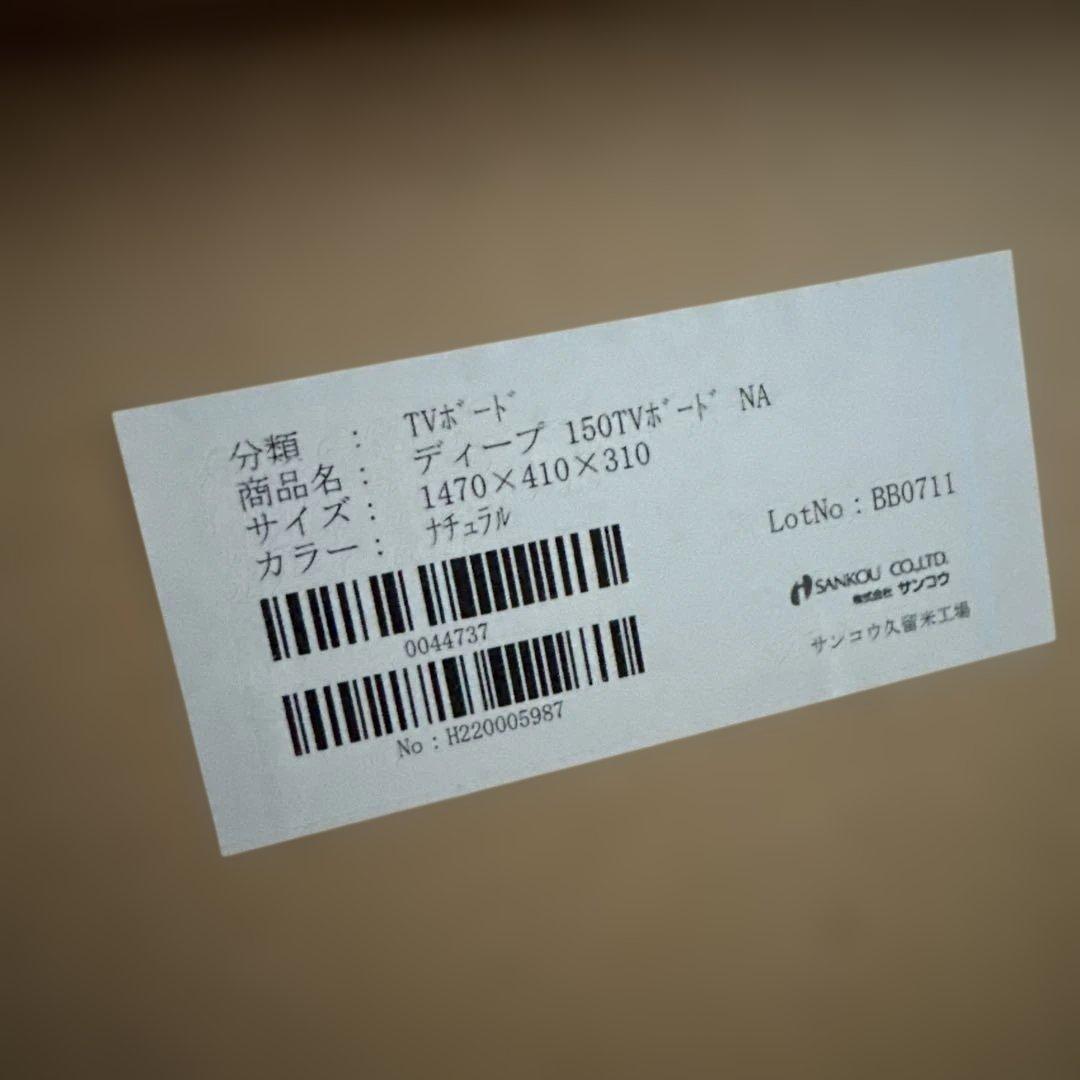 分類 : TVﾎﾞｰﾄﾞ
商品名 : ディープ 150TVﾎﾞｰﾄﾞ NA
サイズ : 1470×410×310
カラー : ﾅﾁｭﾗﾙ
0044737
No : H220005987
LotNo : BB0711
SANKOU CO.,LTD.
株式会社 サンコウ
サンコウ久留米工場